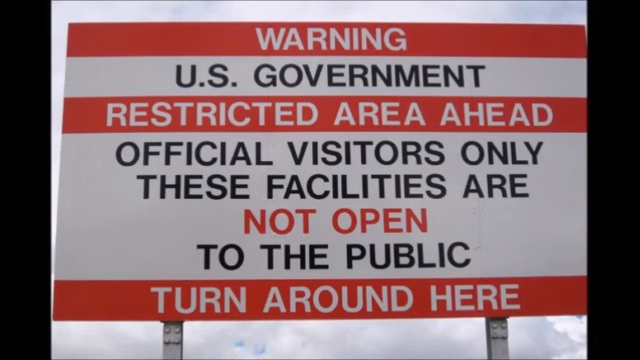 WARNING
U.S. GOVERNMENT
RESTRICTED AREA AHEAD
OFFICIAL VISITORS ONLY
THESE FACILITIES ARE
NOT OPEN
TO THE PUBLIC
TURN AROUND HERE